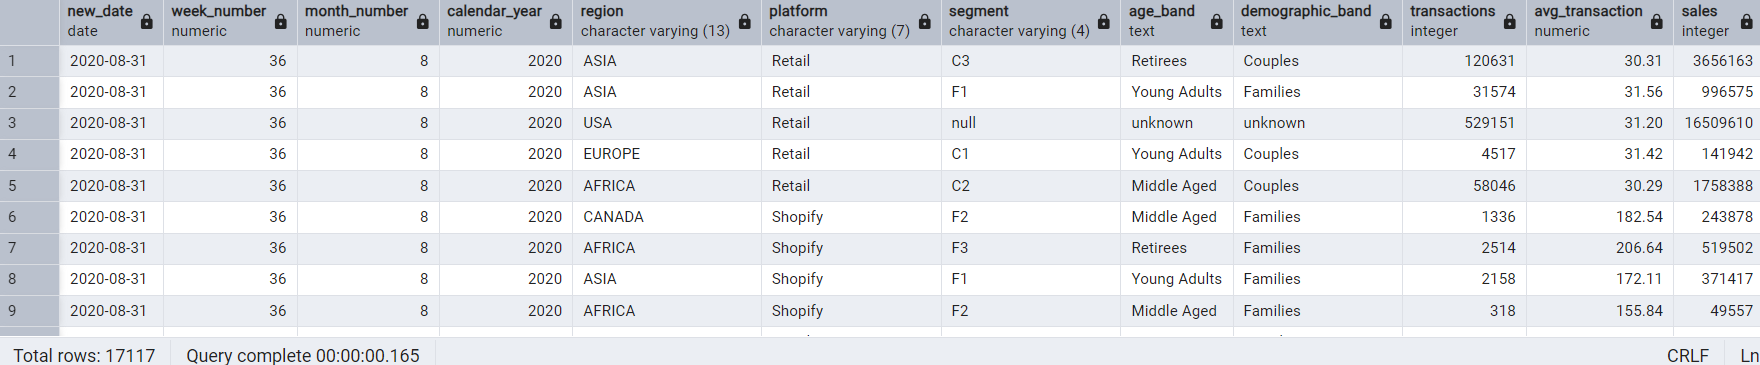 new_date week_number month_number calendar_year region platform segment age_band demographic_band transactions avg_transaction sales
date numeric numeric numeric character varying (13) character varying (7) character varying (4) text text integer numeric integer
1 2020-08-31 36 8 2020 ASIA Retail C3 Retirees Couples 120631 30.31 3656163
2 2020-08-31 36 8 2020 ASIA Retail F1 Young Adults Families 31574 31.56 996575
3 2020-08-31 36 8 2020 USA Retail null unknown unknown 529151 31.20 16509610
4 2020-08-31 36 8 2020 EUROPE Retail C1 Young Adults Couples 4517 31.42 141942
5 2020-08-31 36 8 2020 AFRICA Retail C2 Middle Aged Couples 58046 30.29 1758388
6 2020-08-31 36 8 2020 CANADA Shopify F2 Middle Aged Families 1336 182.54 243878
7 2020-08-31 36 8 2020 AFRICA Shopify F3 Retirees Families 2514 206.64 519502
8 2020-08-31 36 8 2020 ASIA Shopify F1 Young Adults Families 2158 172.11 371417
9 2020-08-31 36 8 2020 AFRICA Shopify F2 Middle Aged Families 318 155.84 49557
Total rows: 17117 Query complete 00:00:00.165 CRLF Ln